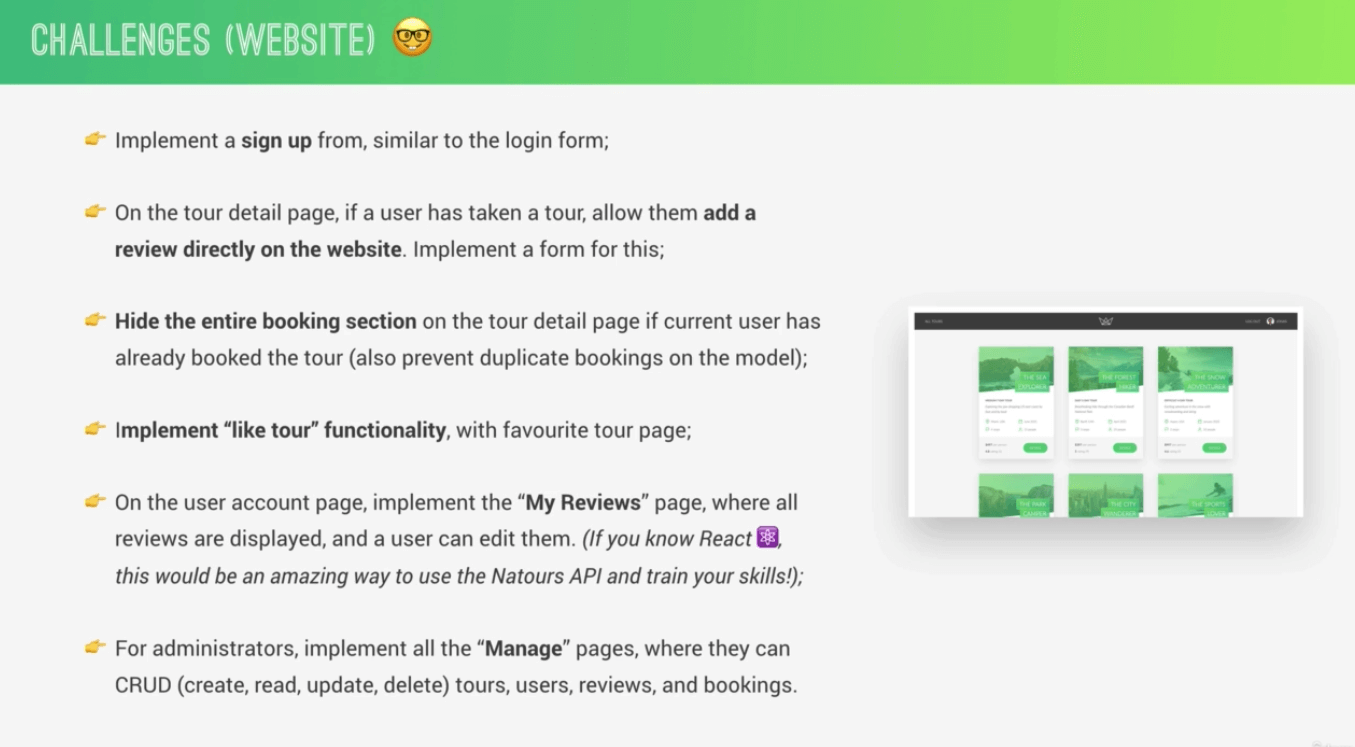 CHALLENGES (WEBSITE) 🤓
👉 Implement a sign up from, similar to the login form;
👉 On the tour detail page, if a user has taken a tour, allow them add a
review directly on the website. Implement a form for this;
👉 Hide the entire booking section on the tour detail page if current user has
already booked the tour (also prevent duplicate bookings on the model);
👉 Implement “like tour” functionality, with favourite tour page;
👉 On the user account page, implement the “My Reviews” page, where all
reviews are displayed, and a user can edit them. (If you know React ⚛️,
this would be an amazing way to use the Natours API and train your skills!);
👉 For administrators, implement all the “Manage” pages, where they can
CRUD (create, read, update, delete) tours, users, reviews, and bookings.
THE SEA
EXPLORER
THE FOREST
HIKER
THE SNOW
ADVENTURER
THE PARK
CAMPER
THE CITY
WANDERER
THE SPORTS
LOVER